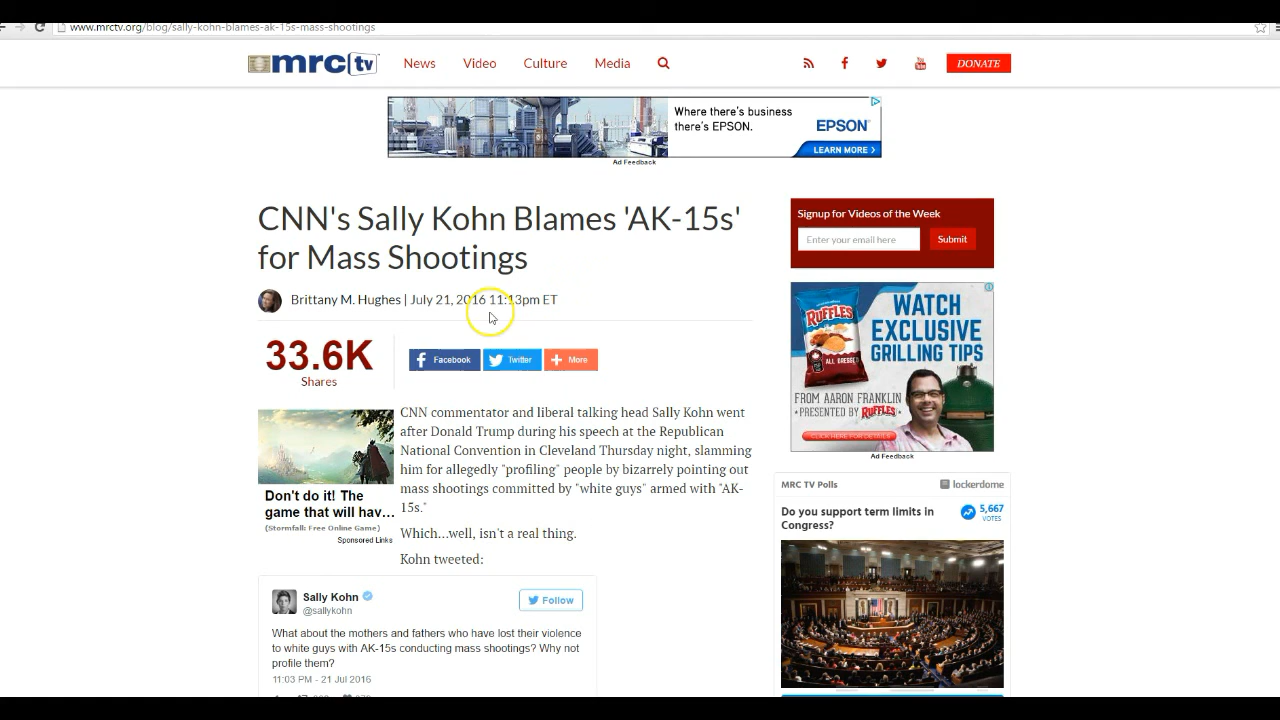 www.mrctv.org/blog/sally-kohn-blames-ak-15s-mass-shootings
mrc tv
News
Video
Culture
Media
DONATE
Where there's business
there's EPSON.
EPSON
LEARN MORE >
Ad Feedback
CNN's Sally Kohn Blames 'AK-15s'
for Mass Shootings
Brittany M. Hughes | July 21, 2016 11:13pm ET
33.6K
Shares
Facebook
Twitter
More
Don't do it! The
game that will hav...
(Stormfall: Free Online Game)
Sponsored Links
CNN commentator and liberal talking head Sally Kohn went
after Donald Trump during his speech at the Republican
National Convention in Cleveland Thursday night, slamming
him for allegedly "profiling" people by bizarrely pointing out
mass shootings committed by "white guys" armed with "AK-
15s."
Which...well, isn't a real thing.
Kohn tweeted:
Sally Kohn
@sallykohn
Follow
What about the mothers and fathers who have lost their violence
to white guys with AK-15s conducting mass shootings? Why not
profile them?
11:03 PM - 21 Jul 2016
Signup for Videos of the Week
Enter your email here
Submit
RUFFLES
ALL DRESSED
WATCH
EXCLUSIVE
GRILLING TIPS
FROM AARON FRANKLIN
PRESENTED BY RUFFLES
CLICK HERE FOR DETAILS
Ad Feedback
MRC TV Polls
lockerdome
Do you support term limits in
Congress?
5,667
VOTES